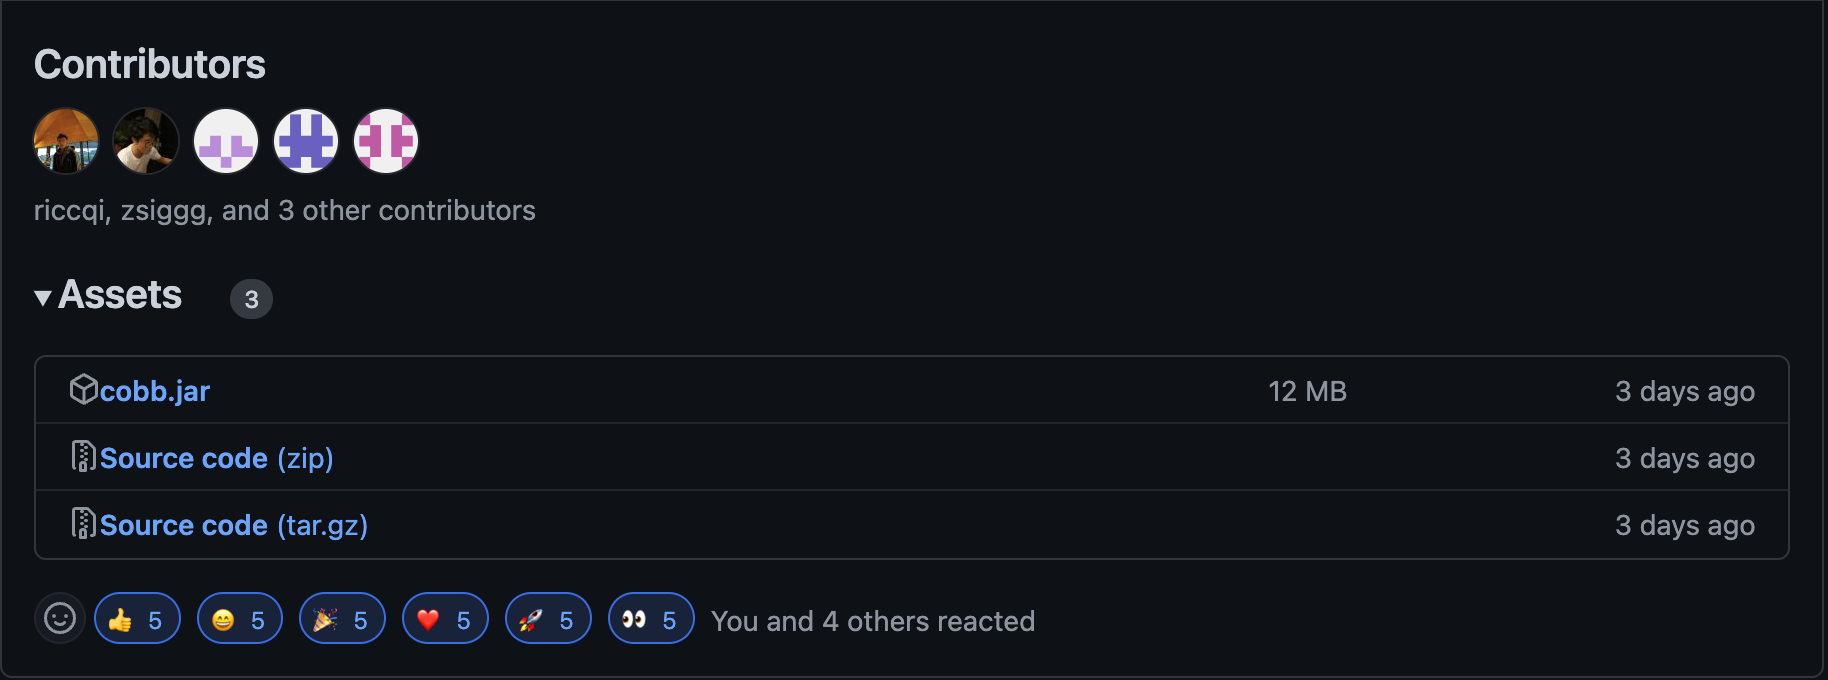 Contributors
riccqi, zsiggg, and 3 other contributors
Assets 3
cobb.jar 12 MB 3 days ago
Source code (zip) 3 days ago
Source code (tar.gz) 3 days ago
👍 5 😄 5 🎉 5 ❤️ 5 🚀 5 👀 5 You and 4 others reacted